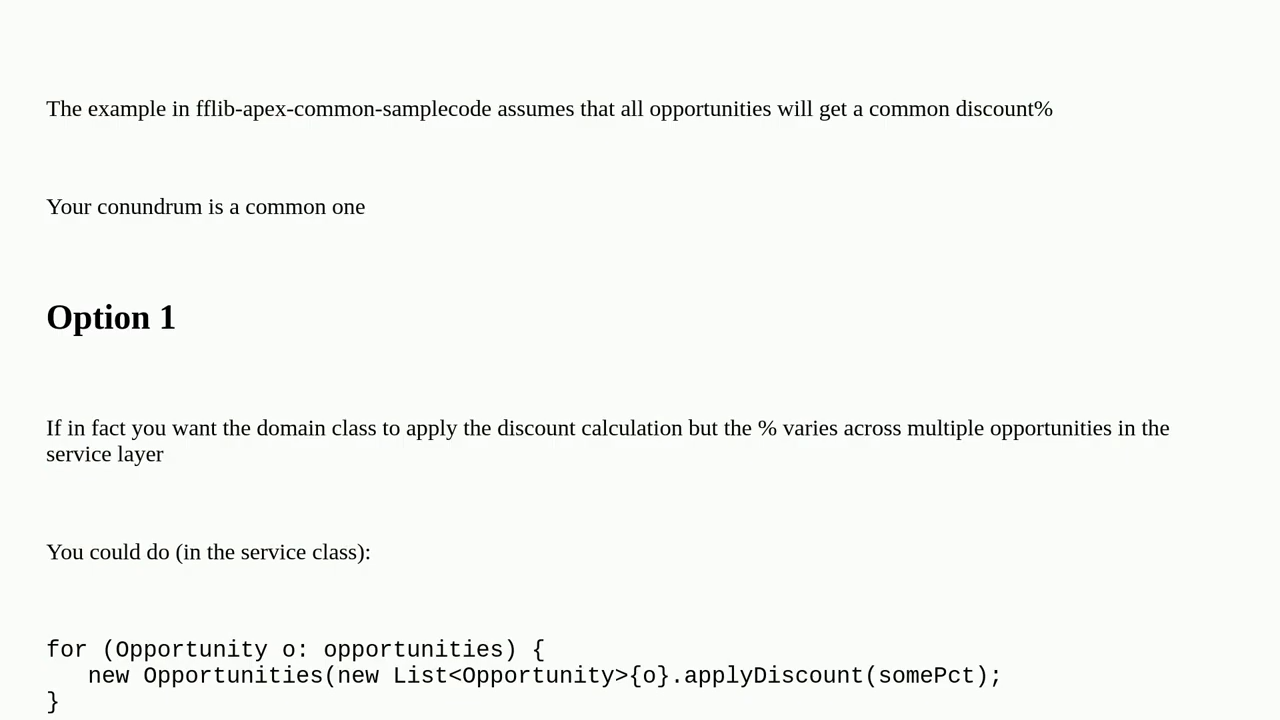 The example in fflib-apex-common-samplecode assumes that all opportunities will get a common discount%
Your conundrum is a common one
Option 1
If in fact you want the domain class to apply the discount calculation but the % varies across multiple opportunities in the
service layer
You could do (in the service class):
for (Opportunity o: opportunities) {
   new Opportunities(new List<Opportunity>{o}.applyDiscount(somePct);
}